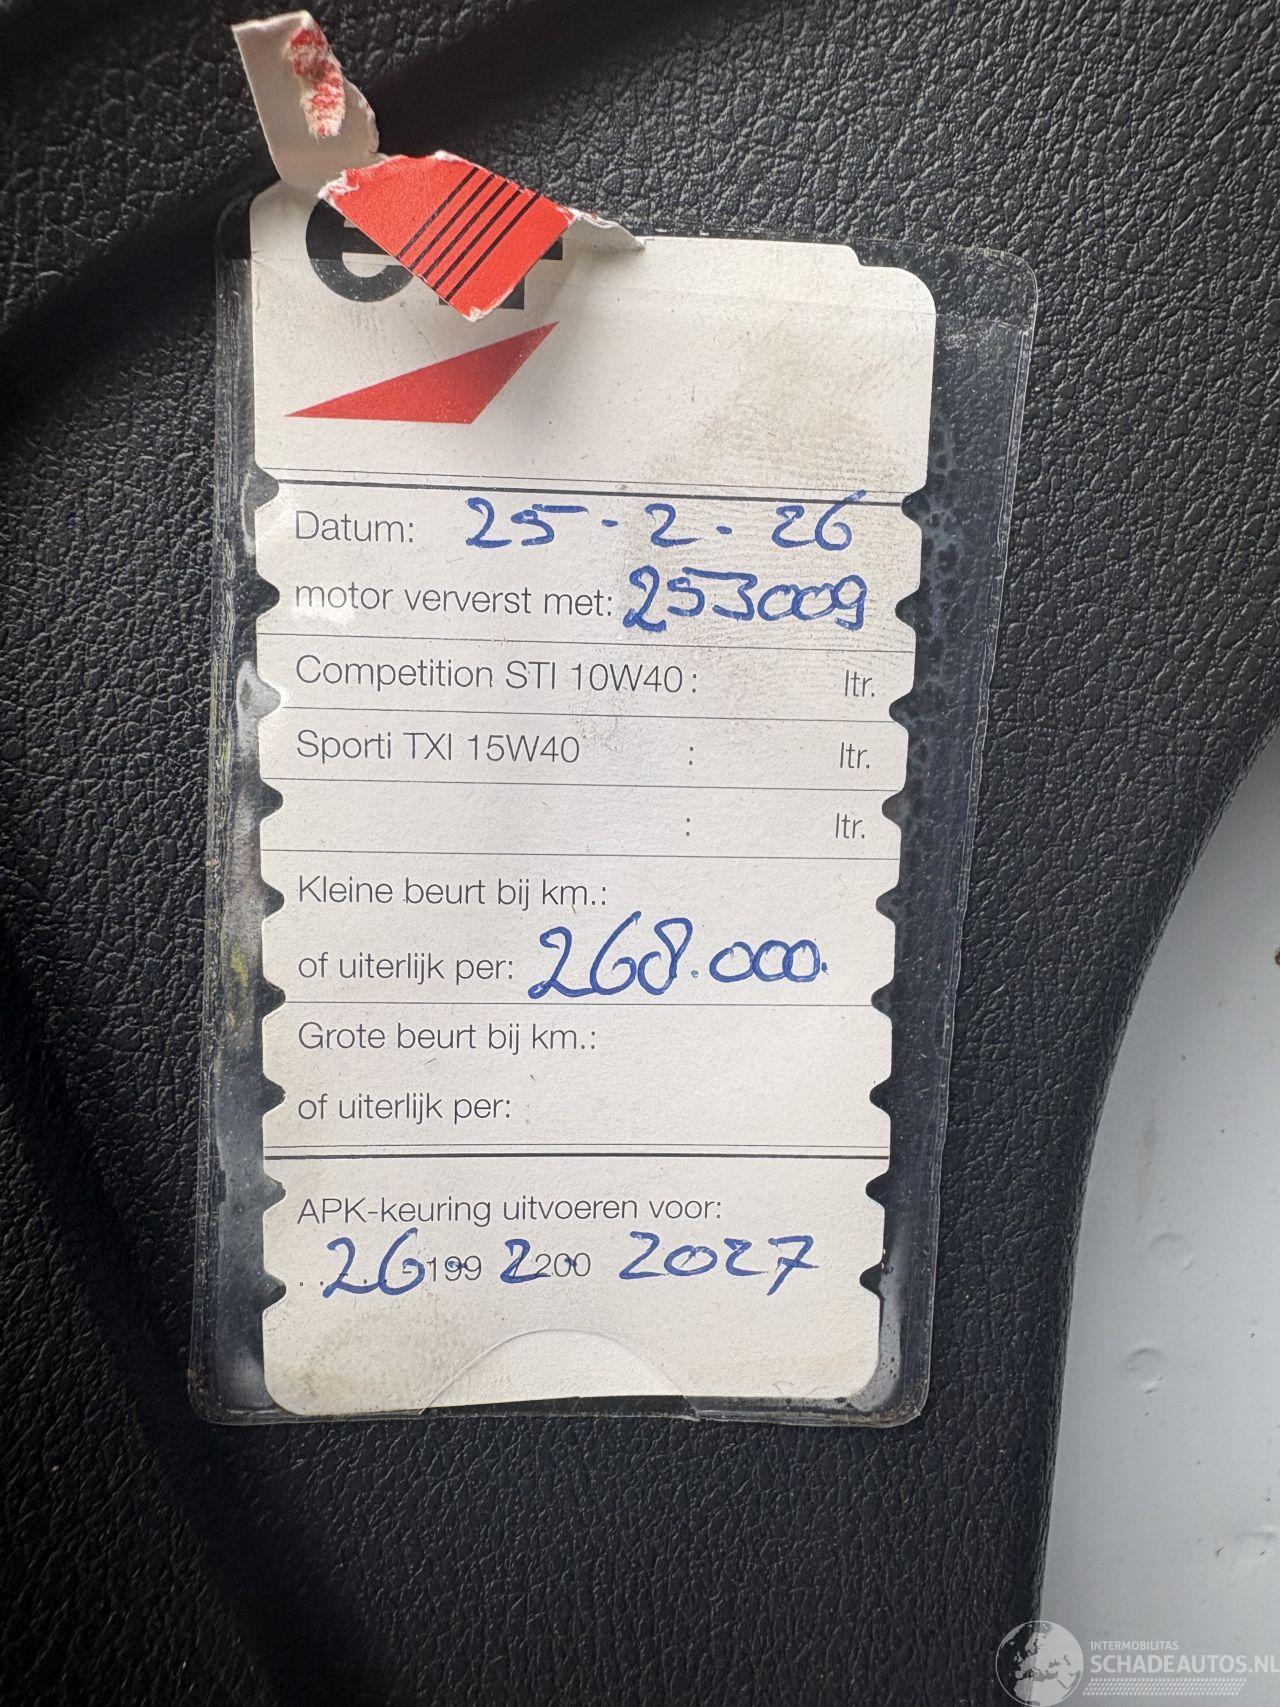 Datum: 25-2-26
motor ververst met: 253009
Competition STI 10W40: ltr.
Sporti TXI 15W40 : ltr.
: ltr.
Kleine beurt bij km.:
of uiterlijk per: 268.000.
Grote beurt bij km.:
of uiterlijk per:
APK-keuring uitvoeren voor:
26 199 2 200 2027
INTERMOBILITAS
SCHADEAUTOS.NL